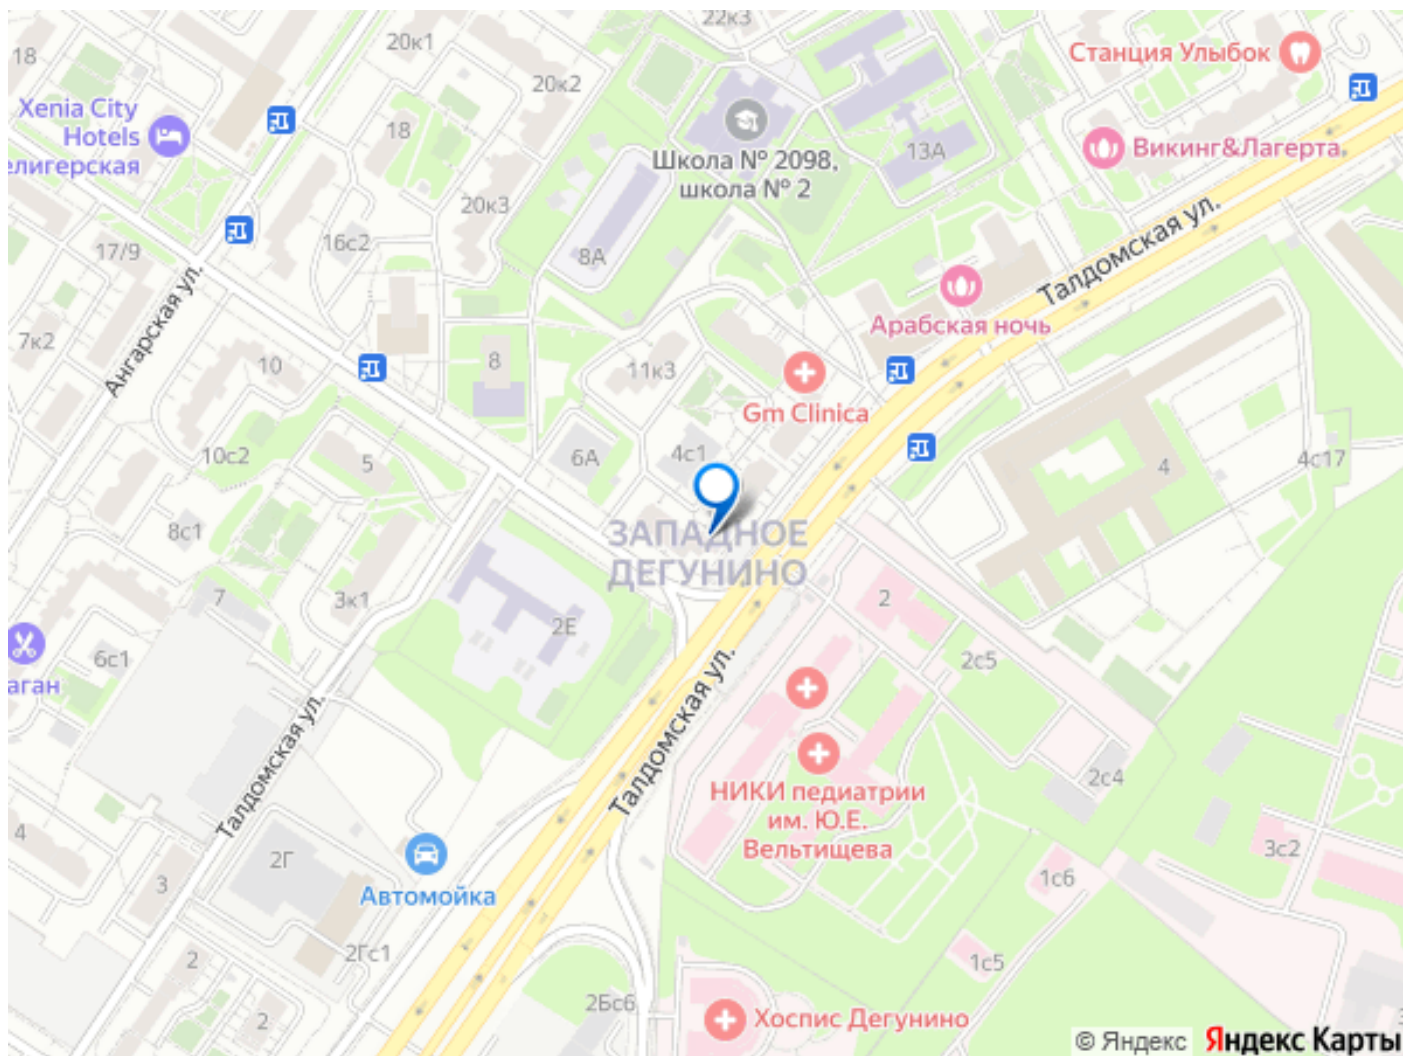 22к3
20к1
18
Станция Улыбок
20к2
Xenia City
Hotels
елигерская
18
Школа № 2098,
школа № 2
13А
Викинг&Лагерта
20к3
Талдомская ул.
16с2
17/9
8А
Ангарская ул.
Арабская ночь
7к2
10
8
11к3
Gm Clinica
10с2
5
6А
4с1
4
4с17
8с1
ЗАПАДНОЕ
ДЕГУНИНО
7
3к1
2
2Е
6с1
2с5
аган
Талдомская ул.
Талдомская ул.
2с4
НИКИ педиатрии
им. Ю.Е.
Вельтищева
4
2Г
3с2
3
1с6
Автомойка
2Гс1
2
1с5
2Бс6
2
Хоспис Дегунино
© Яндекс Яндекс Карты